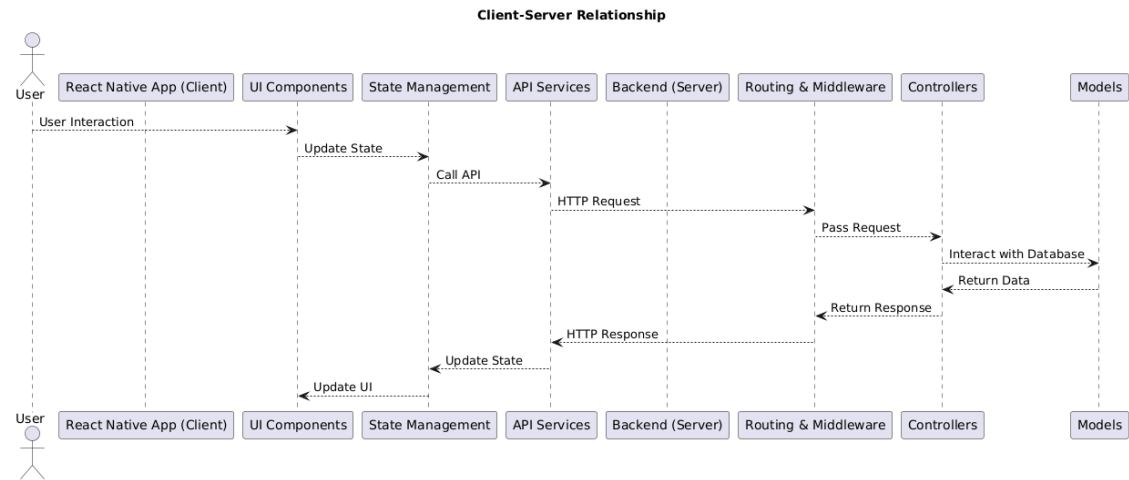 Client-Server Relationship
User
React Native App (Client)
UI Components
State Management
API Services
Backend (Server)
Routing & Middleware
Controllers
Models
User Interaction
Update State
Call API
HTTP Request
Pass Request
Interact with Database
Return Data
Return Response
HTTP Response
Update State
Update UI
User
React Native App (Client)
UI Components
State Management
API Services
Backend (Server)
Routing & Middleware
Controllers
Models